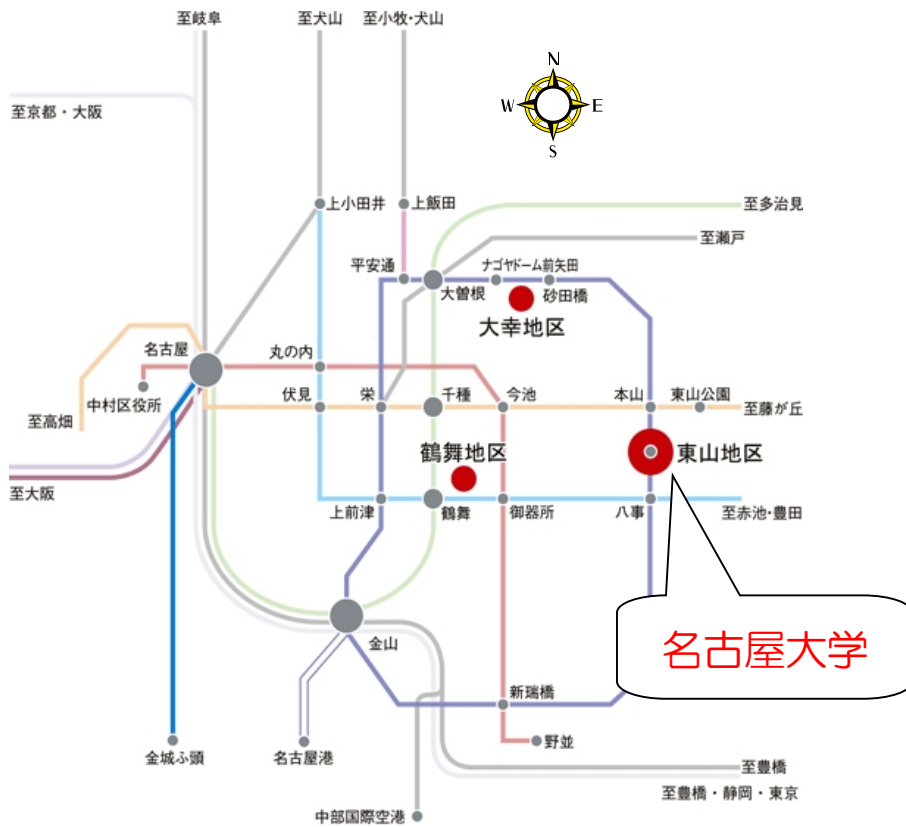 至岐阜
至犬山
至小牧・犬山
N
W
E
S
至京都・大阪
上小田井
上飯田
至多治見
至瀬戸
平安通
ナゴヤドーム前矢田
大曽根
砂田橋
大幸地区
名古屋
丸の内
中村区役所
伏見
栄
千種
今池
本山
東山公園
至藤が丘
至高畑
鶴舞地区
東山地区
至大阪
上前津
鶴舞
御器所
八事
至赤池・豊田
金山
名古屋大学
新瑞橋
野並
金城ふ頭
名古屋港
至豊橋
至豊橋・静岡・東京
中部国際空港